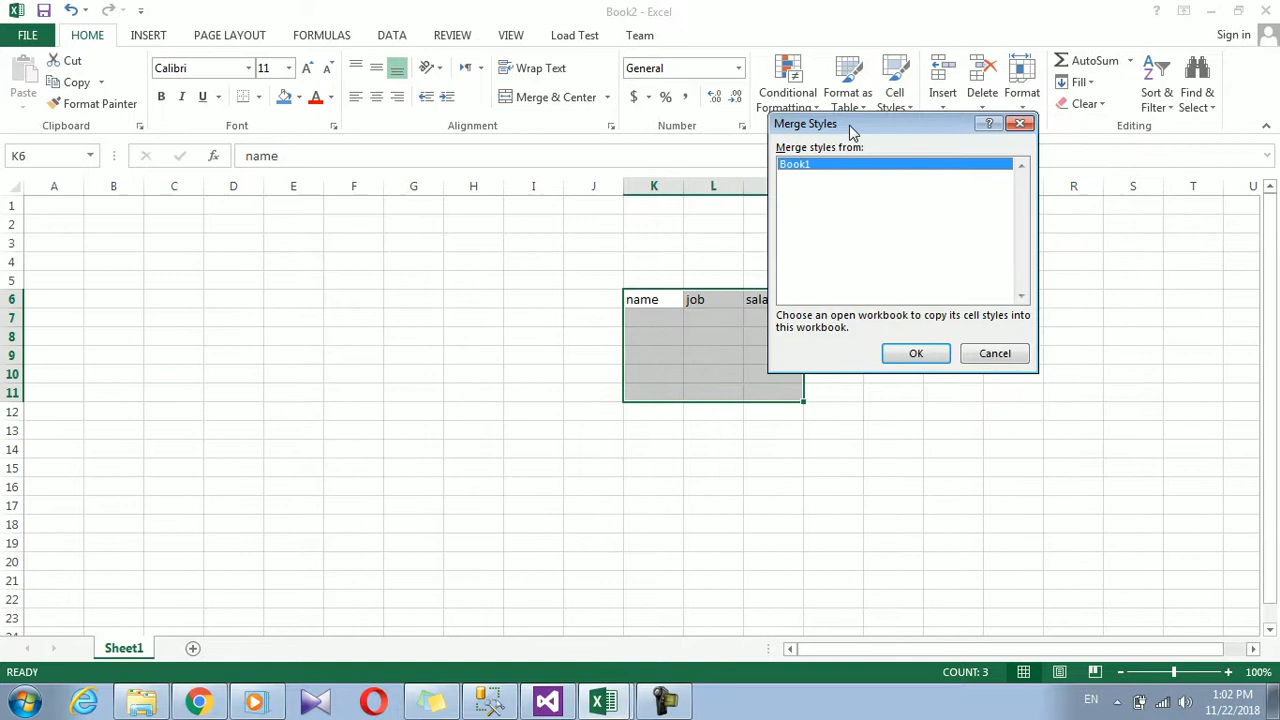 Book2 - Excel
FILE
HOME
INSERT
PAGE LAYOUT
FORMULAS
DATA
REVIEW
VIEW
Load Test
Team
Sign in
Paste
Cut
Copy
Format Painter
Clipboard
Calibri
11
B I U
Font
Wrap Text
Merge & Center
Alignment
General
$ % ,
Number
Conditional
Formatting
Format as
Table
Cell
Styles
Insert
Delete
Format
AutoSum
Fill
Clear
Sort &
Filter
Find &
Select
Editing
K6
fx
name
Merge Styles
Merge styles from:
Book1
Choose an open workbook to copy its cell styles into
this workbook.
OK
Cancel
A B C D E F G H I J K L R S T U
1
2
3
4
5
6 name job sala
7
8
9
10
11
12
13
14
15
16
17
18
19
20
21
22
23
Sheet1
READY
COUNT: 3
100%
EN
1:02 PM
11/22/2018